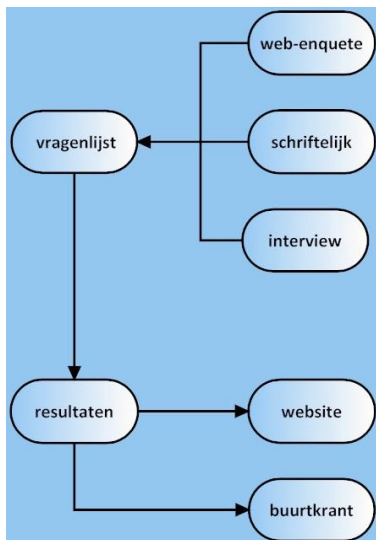 web-enquete
vragenlijst
schriftelijk
interview
resultaten
website
buurtkrant